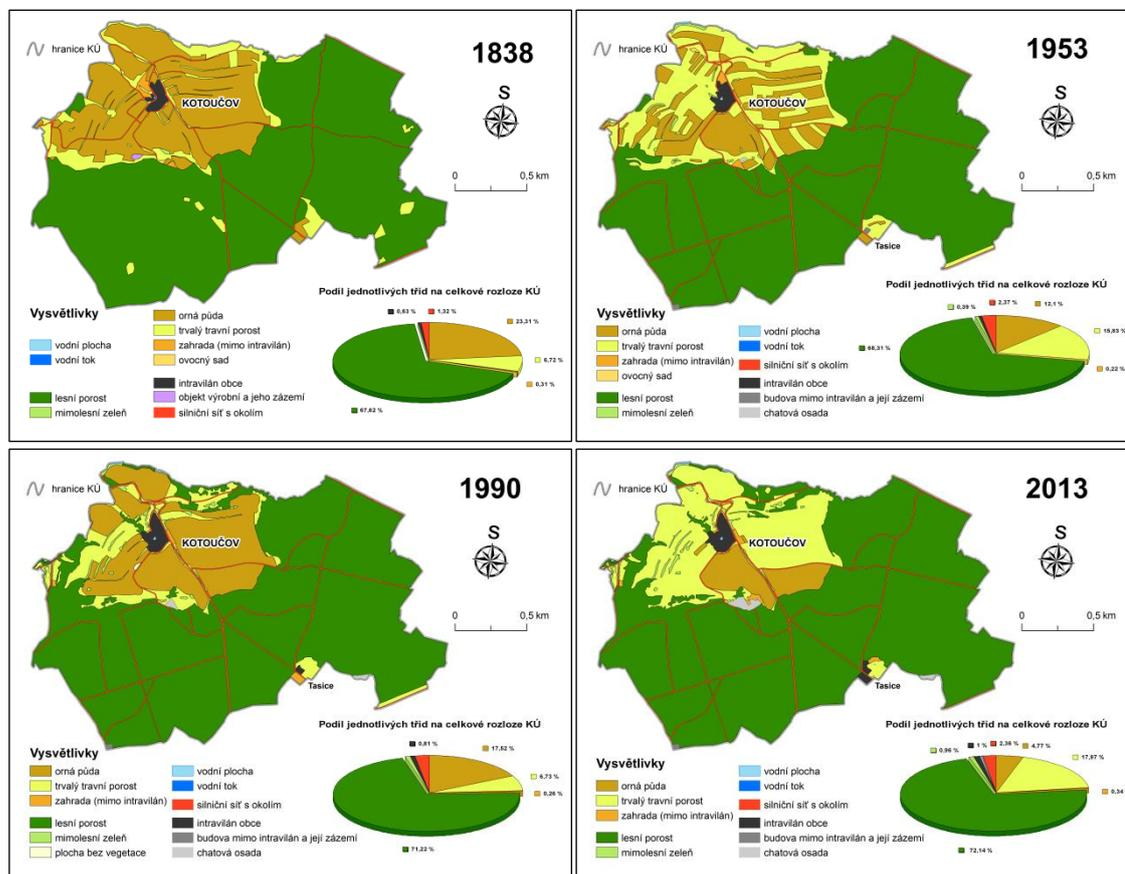 hranice KÚ
1838
S
KOTOUČOV
0
0,5 km
Podíl jednotlivých tříd na celkové rozloze KÚ
0,63 %
1,32 %
23,31 %
6,72 %
0,31 %
67,62 %
Vysvětlivky
vodní plocha
vodní tok
lesní porost
mimolesní zeleň
orná půda
trvalý travní porost
zahrada (mimo intravilán)
ovocný sad
intravilán obce
objekt výrobní a jeho zázemí
silniční síť s okolím
hranice KÚ
1953
S
KOTOUČOV
0
0,5 km
Tasice
Podíl jednotlivých tříd na celkové rozloze KÚ
0,39 %
2,37 %
12,1 %
15,83 %
0,22 %
68,31 %
Vysvětlivky
orná půda
trvalý travní porost
zahrada (mimo intravilán)
ovocný sad
lesní porost
mimolesní zeleň
vodní plocha
vodní tok
silniční síť s okolím
intravilán obce
budova mimo intravilán a její zázemí
chatová osada
hranice KÚ
1990
S
KOTOUČOV
0
0,5 km
Tasice
Podíl jednotlivých tříd na celkové rozloze KÚ
0,81 %
17,52 %
6,73 %
0,26 %
71,22 %
Vysvětlivky
orná půda
trvalý travní porost
zahrada (mimo intravilán)
lesní porost
mimolesní zeleň
plocha bez vegetace
vodní plocha
vodní tok
silniční síť s okolím
intravilán obce
budova mimo intravilán a její zázemí
chatová osada
hranice KÚ
2013
S
KOTOUČOV
0
0,5 km
Tasice
Podíl jednotlivých tříd na celkové rozloze KÚ
0,96 %
1 %
2,36 %
4,77 %
17,97 %
0,34
72,14 %
Vysvětlivky
orná půda
trvalý travní porost
zahrada (mimo intravilán)
lesní porost
mimolesní zeleň
vodní plocha
vodní tok
silniční síť s okolím
intravilán obce
budova mimo intravilán a její zázemí
chatová osada